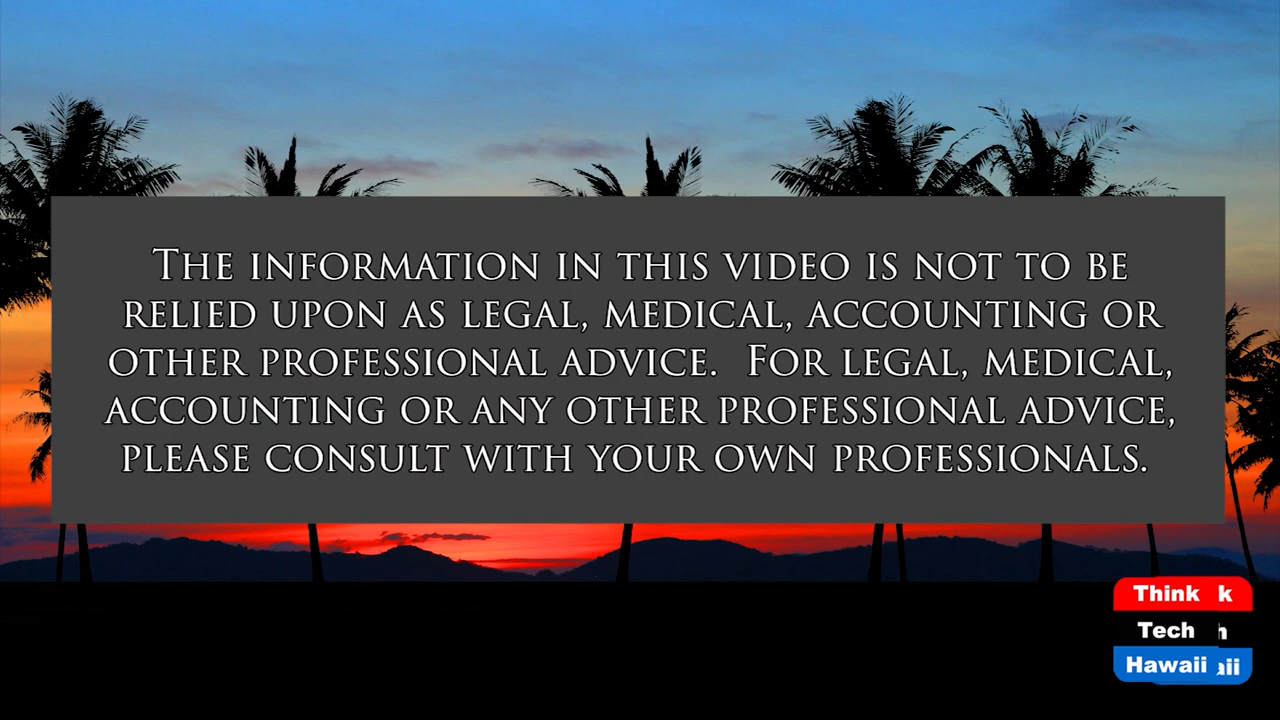 The information in this video is not to be
relied upon as legal, medical, accounting or
other professional advice.  For legal, medical,
accounting or any other professional advice,
please consult with your own professionals.
Think k
Tech h
Hawaii aii